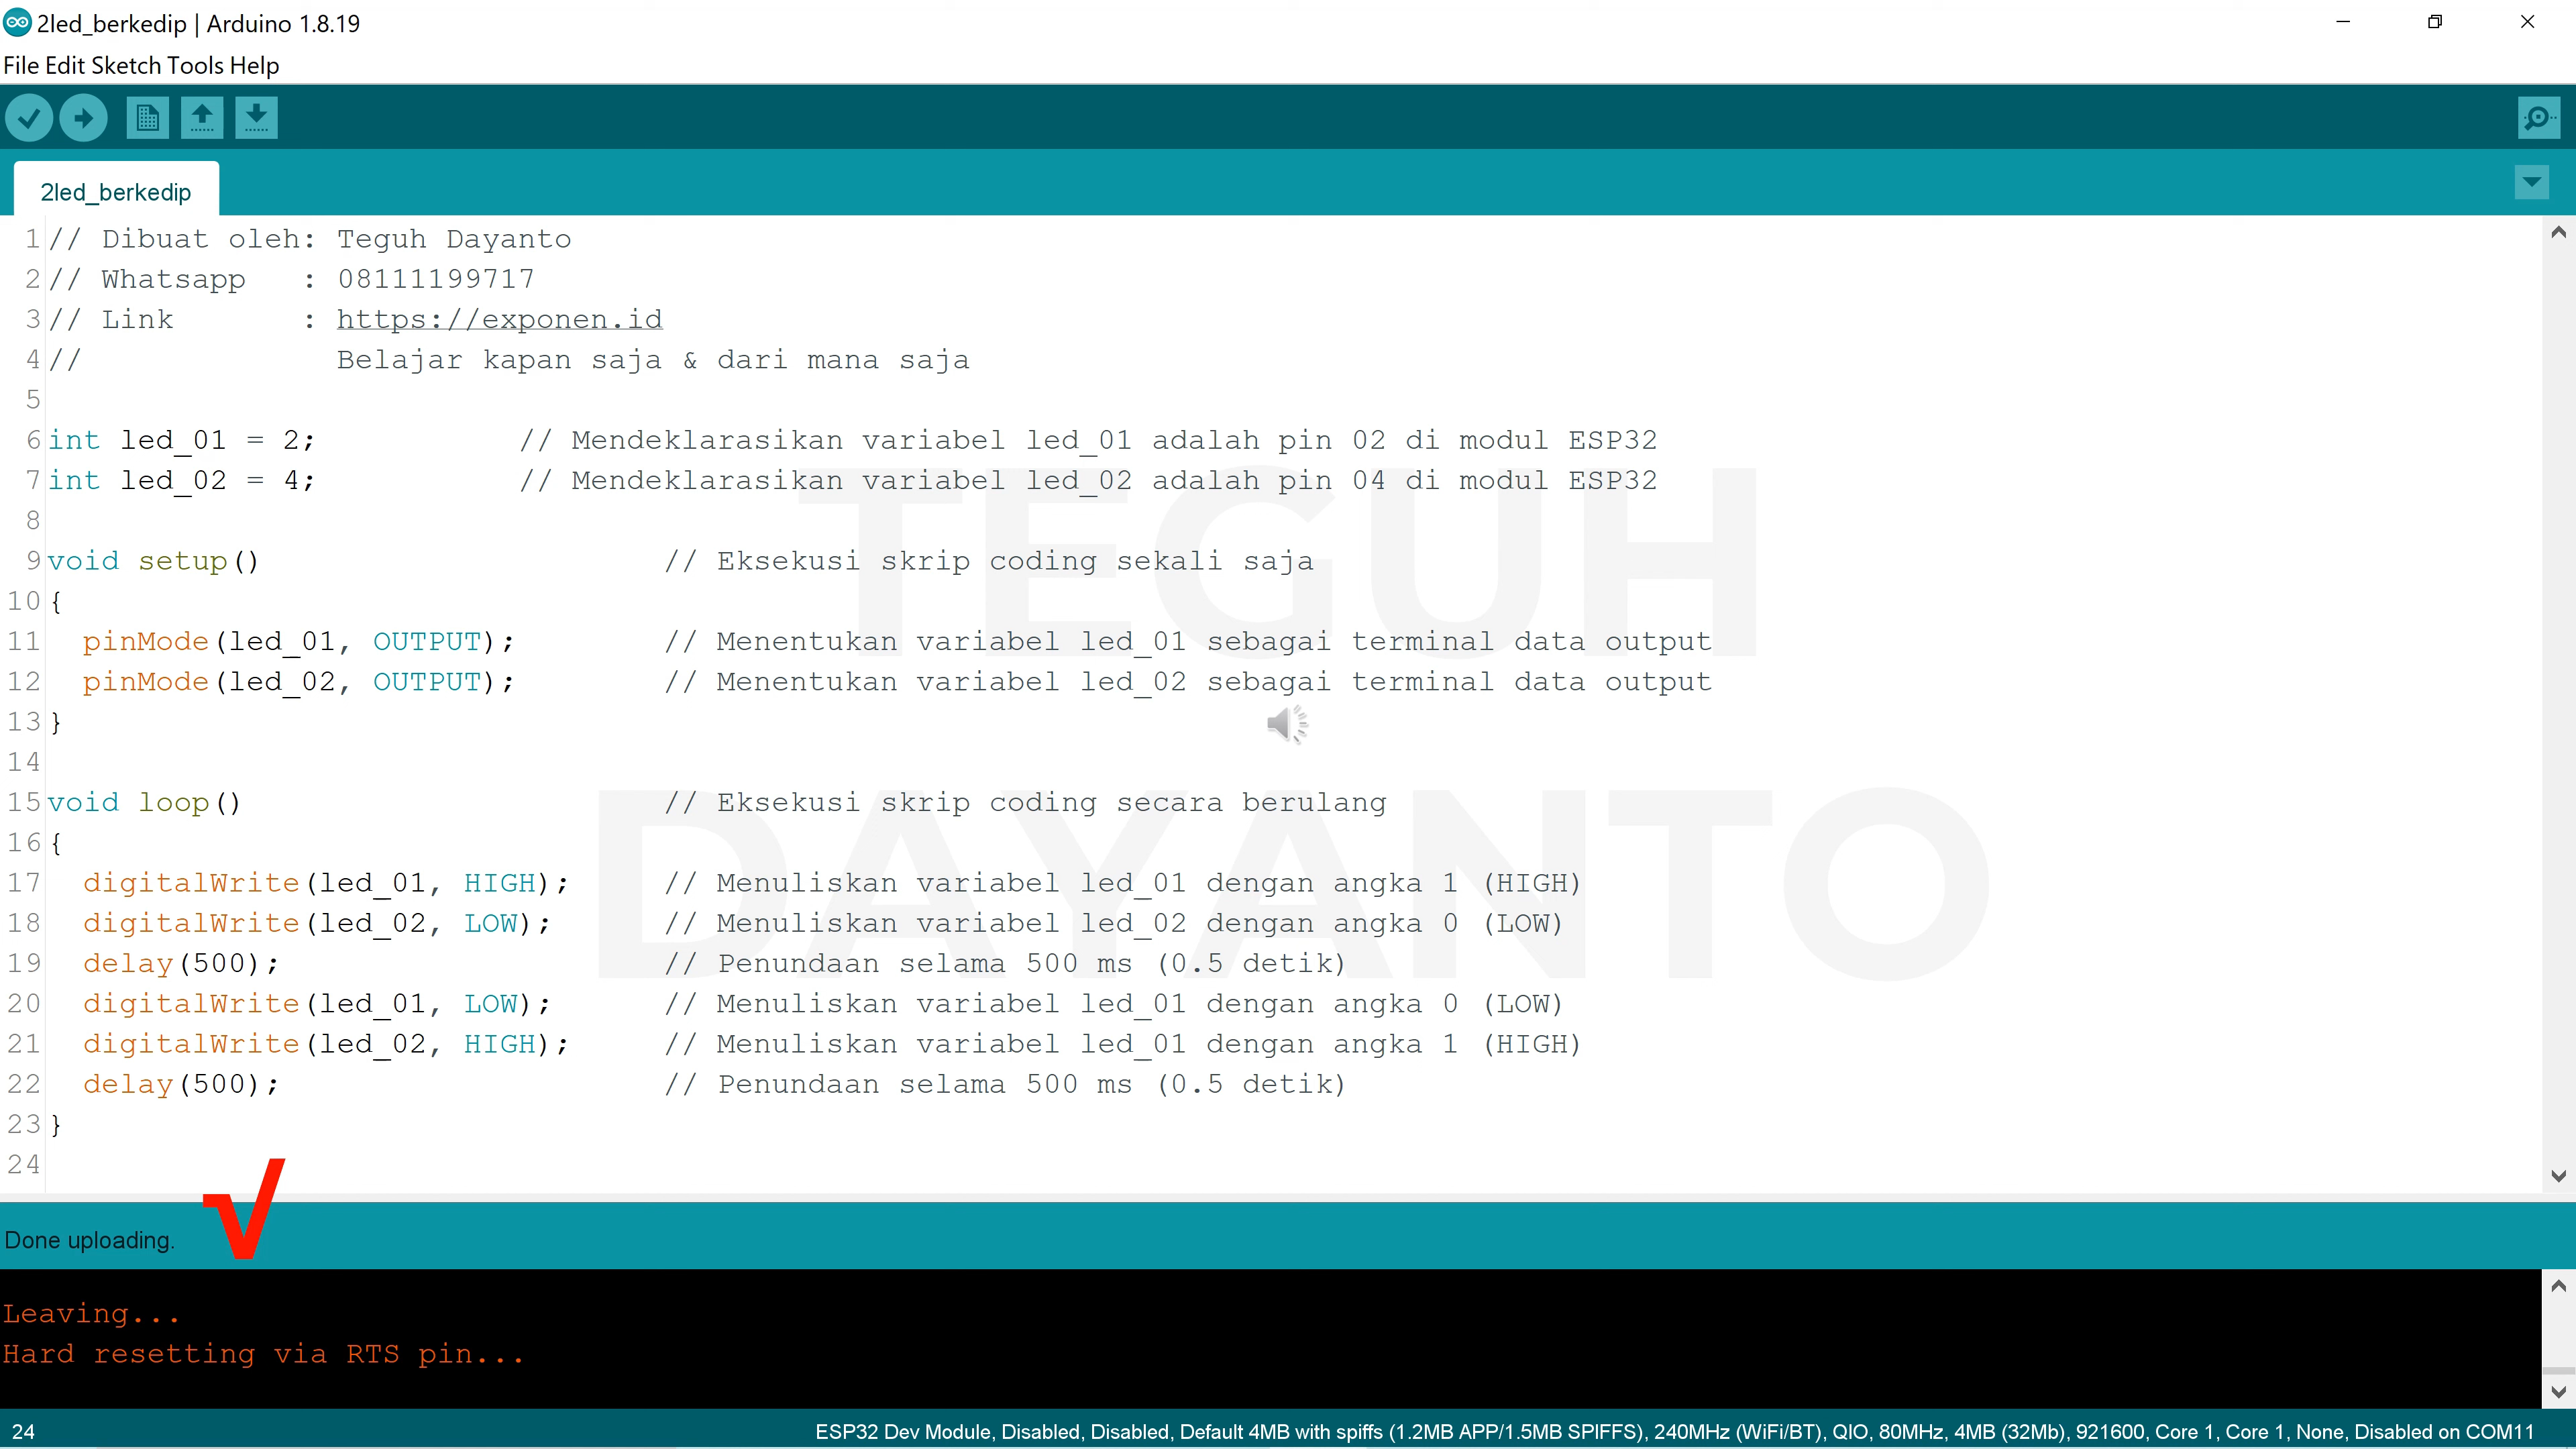 2led_berkedip | Arduino 1.8.19
File Edit Sketch Tools Help
2led_berkedip
1 // Dibuat oleh: Teguh Dayanto
2 // Whatsapp   : 08111199717
3 // Link       : https://exponen.id
4 //              Belajar kapan saja & dari mana saja
5
6 int led_01 = 2;           // Mendeklarasikan variabel led_01 adalah pin 02 di modul ESP32
7 int led_02 = 4;           // Mendeklarasikan variabel led_02 adalah pin 04 di modul ESP32
8
9 void setup()                      // Eksekusi skrip coding sekali saja
10 {
11   pinMode(led_01, OUTPUT);        // Menentukan variabel led_01 sebagai terminal data output
12   pinMode(led_02, OUTPUT);        // Menentukan variabel led_02 sebagai terminal data output
13 }
14
15 void loop()                       // Eksekusi skrip coding secara berulang
16 {
17   digitalWrite(led_01, HIGH);     // Menuliskan variabel led_01 dengan angka 1 (HIGH)
18   digitalWrite(led_02, LOW);      // Menuliskan variabel led_02 dengan angka 0 (LOW)
19   delay(500);                     // Penundaan selama 500 ms (0.5 detik)
20   digitalWrite(led_01, LOW);      // Menuliskan variabel led_01 dengan angka 0 (LOW)
21   digitalWrite(led_02, HIGH);     // Menuliskan variabel led_01 dengan angka 1 (HIGH)
22   delay(500);                     // Penundaan selama 500 ms (0.5 detik)
23 }
24
TEGUH
DAYANTO
√
Done uploading.
Leaving...
Hard resetting via RTS pin...
24
ESP32 Dev Module, Disabled, Disabled, Default 4MB with spiffs (1.2MB APP/1.5MB SPIFFS), 240MHz (WiFi/BT), QIO, 80MHz, 4MB (32Mb), 921600, Core 1, Core 1, None, Disabled on COM11